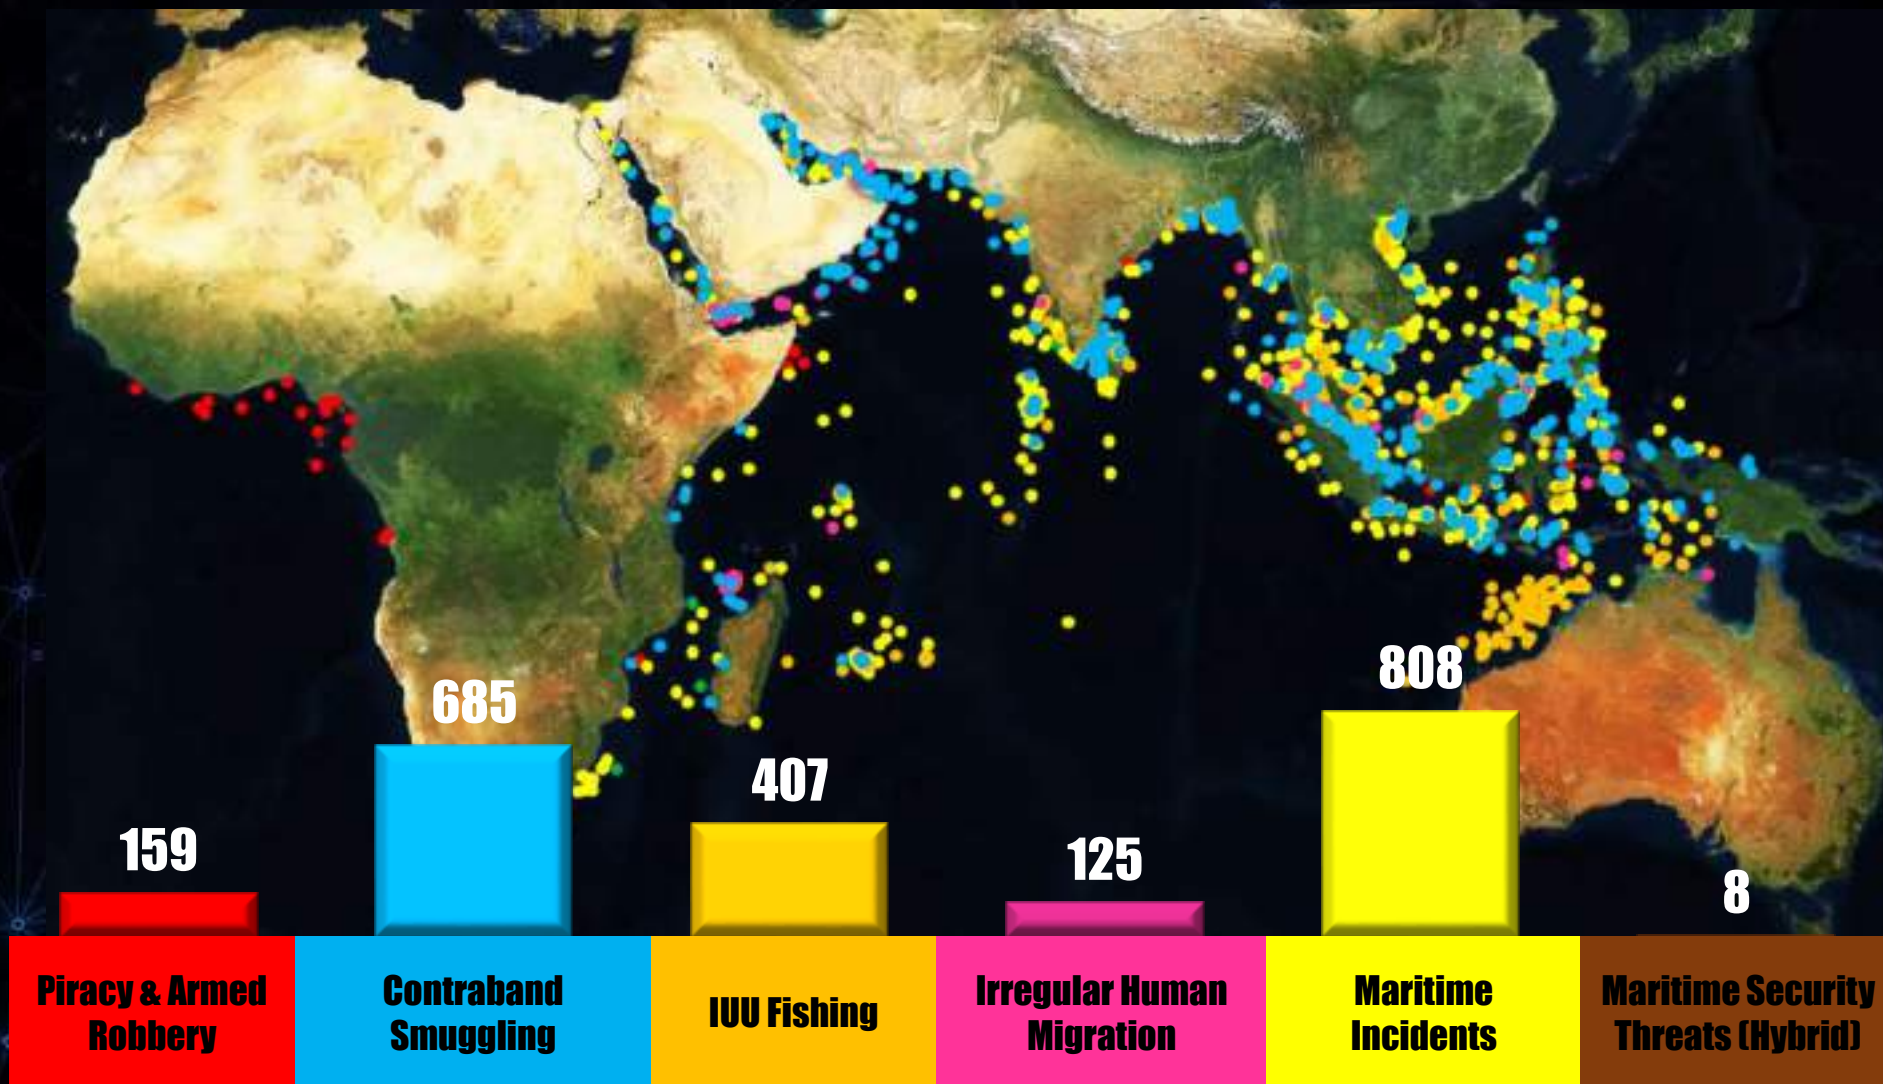 159
685
407
125
808
8
Piracy & Armed
Robbery
Contraband
Smuggling
IUU Fishing
Irregular Human
Migration
Maritime
Incidents
Maritime Security
Threats (Hybrid)